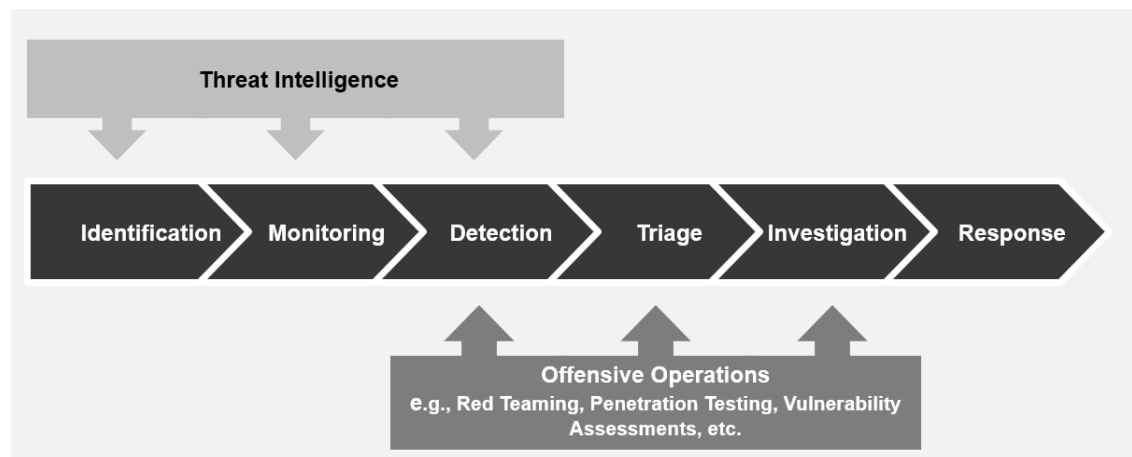 Threat Intelligence
Identification
Monitoring
Detection
Triage
Investigation
Response
Offensive Operations
e.g., Red Teaming, Penetration Testing, Vulnerability
Assessments, etc.